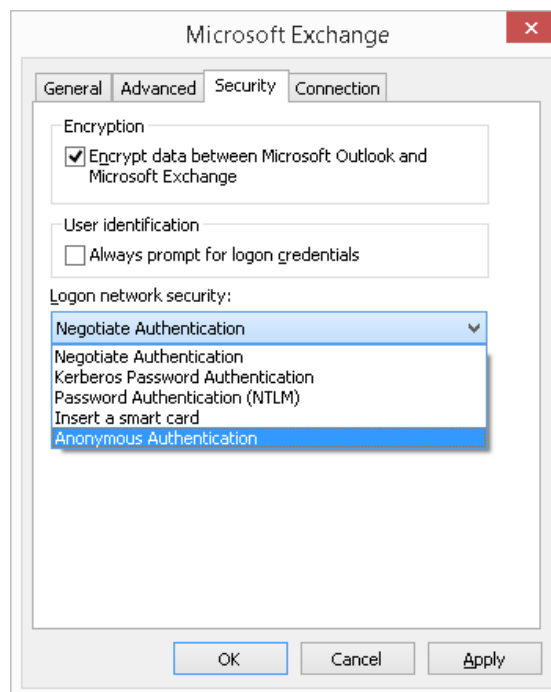 Microsoft Exchange
General Advanced Security Connection
Encryption
Encrypt data between Microsoft Outlook and
Microsoft Exchange
User identification
Always prompt for logon credentials
Logon network security:
Negotiate Authentication
Negotiate Authentication
Kerberos Password Authentication
Password Authentication (NTLM)
Insert a smart card
Anonymous Authentication
OK Cancel Apply